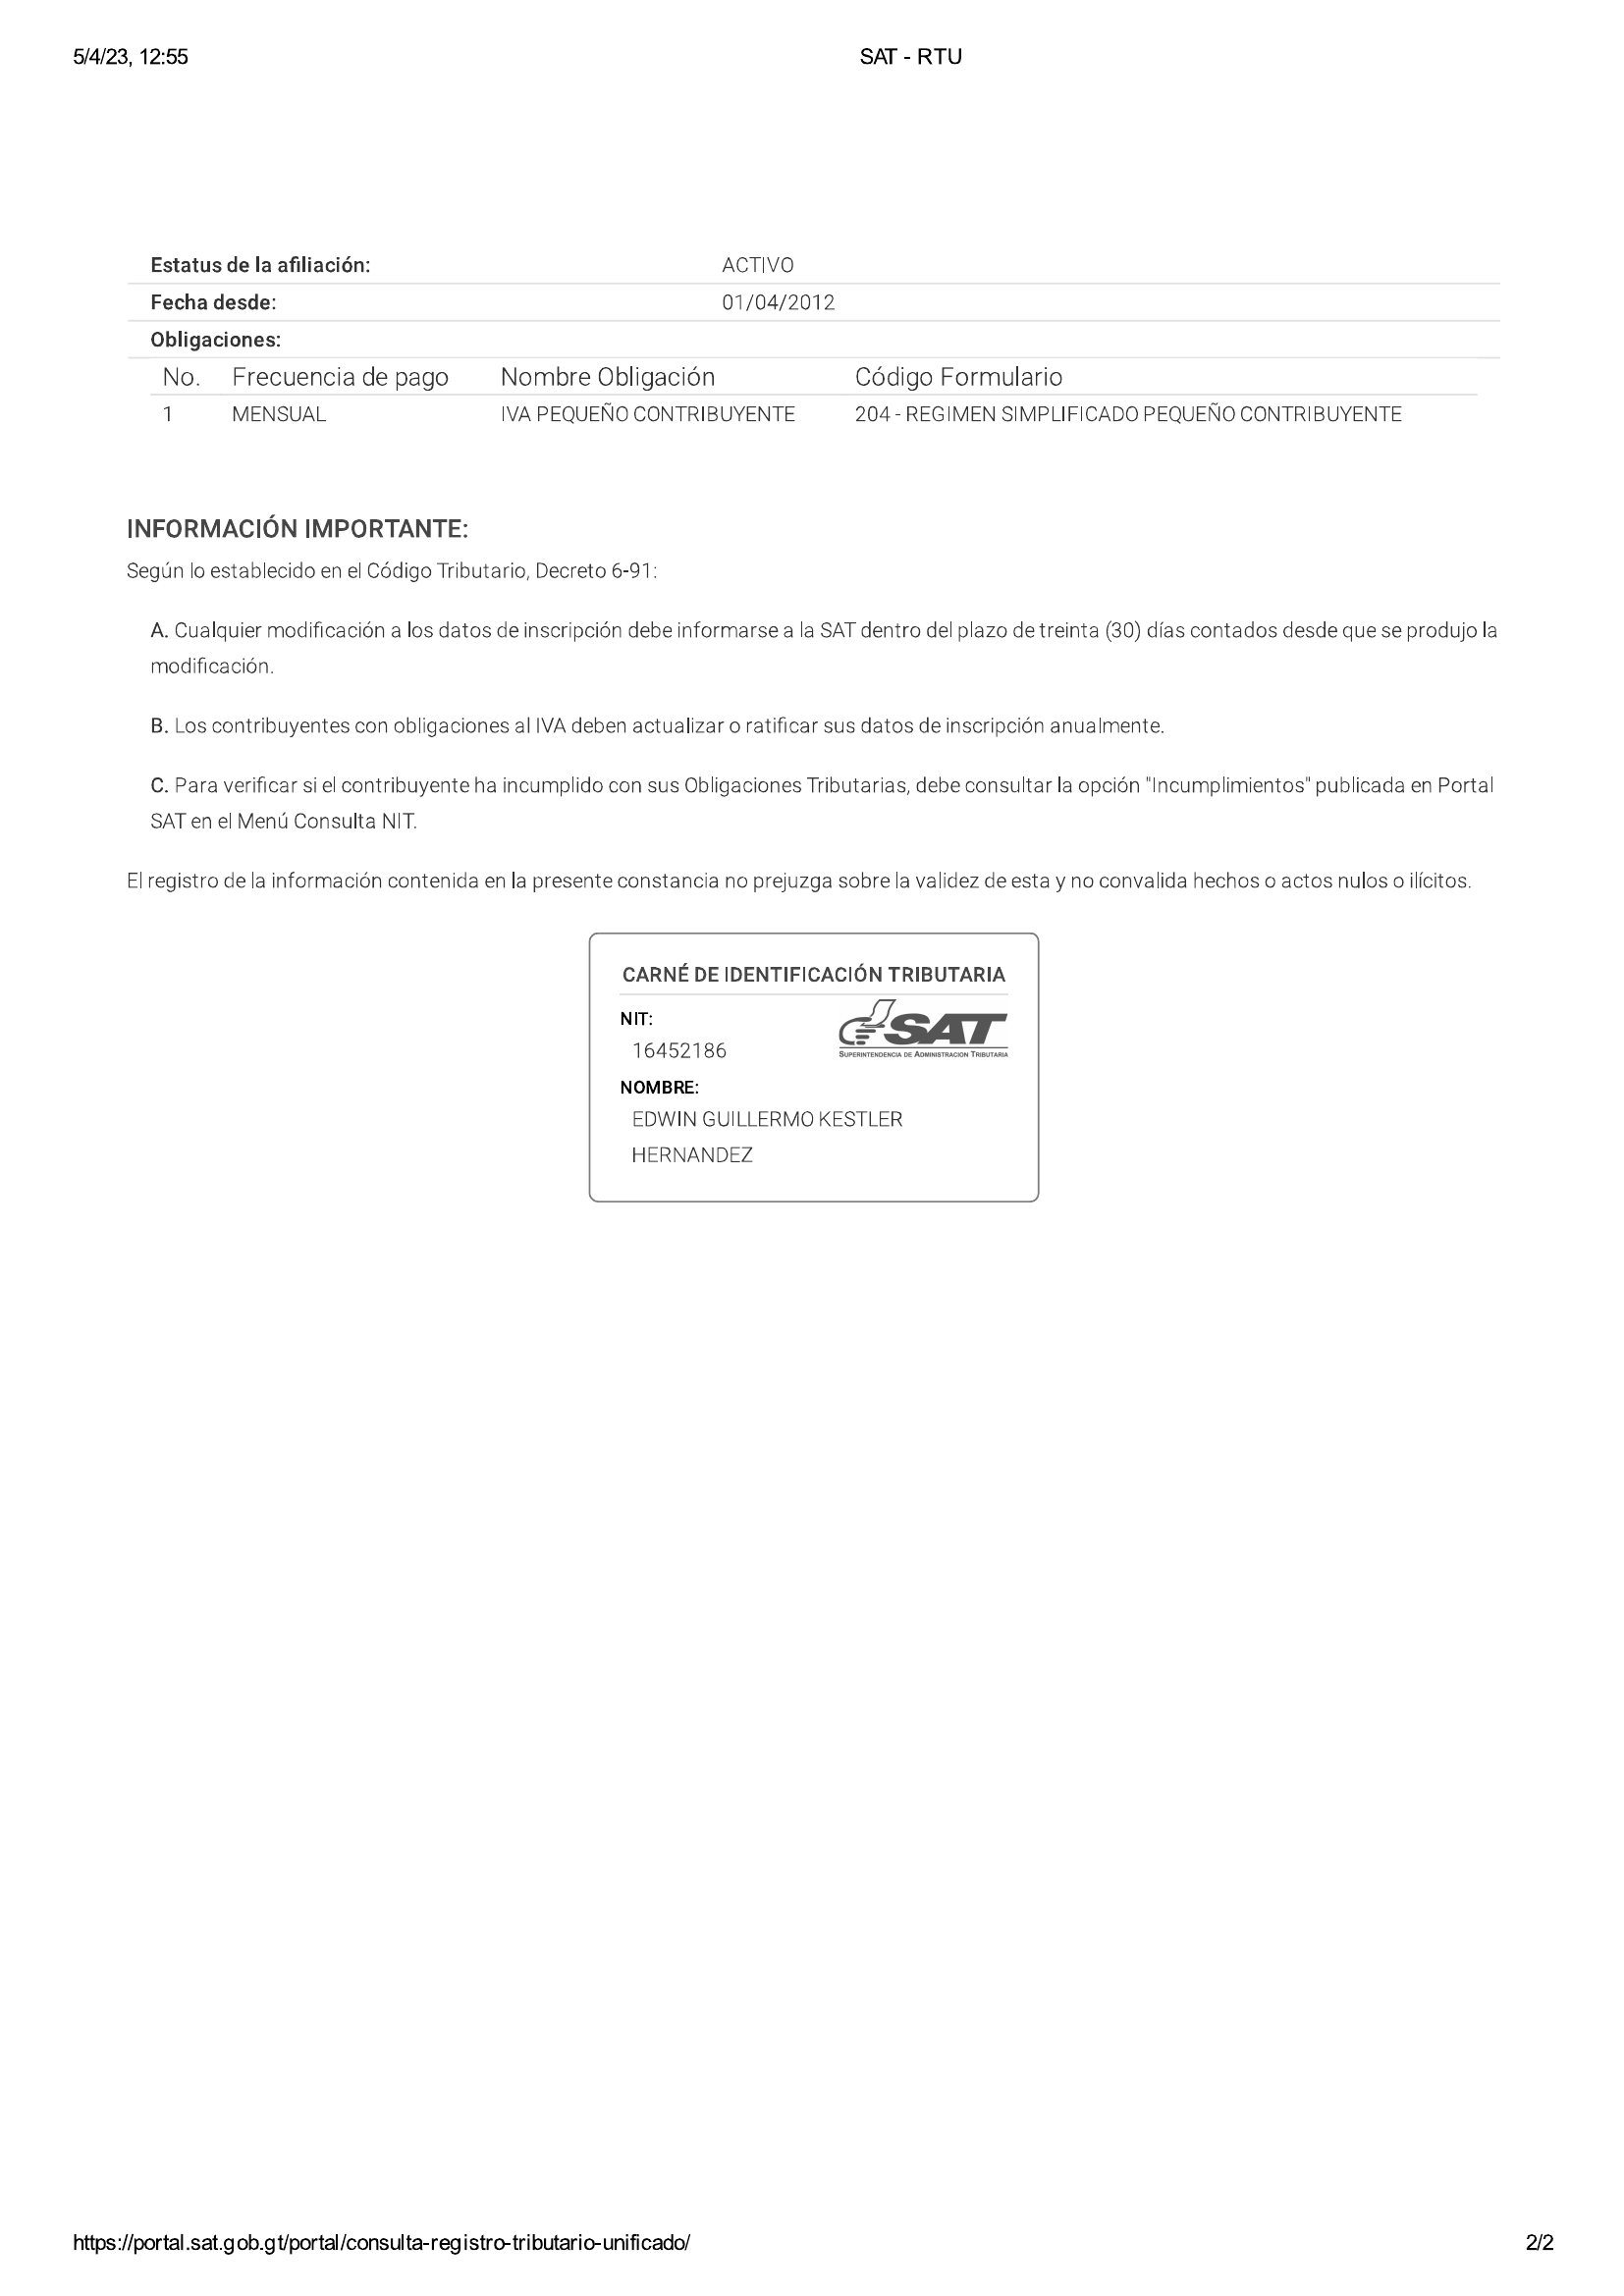 5/4/23, 12:55 SAT - RTU
Estatus de la afiliación: ACTIVO
Fecha desde: 01/04/2012
Obligaciones:
No. Frecuencia de pago Nombre Obligación Código Formulario
1 MENSUAL IVA PEQUEÑO CONTRIBUYENTE 204 - REGIMEN SIMPLIFICADO PEQUEÑO CONTRIBUYENTE
INFORMACIÓN IMPORTANTE:
Según lo establecido en el Código Tributario, Decreto 6-91:
A. Cualquier modificación a los datos de inscripción debe informarse a la SAT dentro del plazo de treinta (30) días contados desde que se produjo la
modificación.
B. Los contribuyentes con obligaciones al IVA deben actualizar o ratificar sus datos de inscripción anualmente.
C. Para verificar si el contribuyente ha incumplido con sus Obligaciones Tributarias, debe consultar la opción "Incumplimientos" publicada en Portal
SAT en el Menú Consulta NIT.
El registro de la información contenida en la presente constancia no prejuzga sobre la validez de esta y no convalida hechos o actos nulos o ilícitos.
CARNÉ DE IDENTIFICACIÓN TRIBUTARIA
NIT:
16452186
SAT
SUPERINTENDENCIA DE ADMINISTRACION TRIBUTARIA
NOMBRE:
EDWIN GUILLERMO KESTLER
HERNANDEZ
https://portal.sat.gob.gt/portal/consulta-registro-tributario-unificado/ 2/2